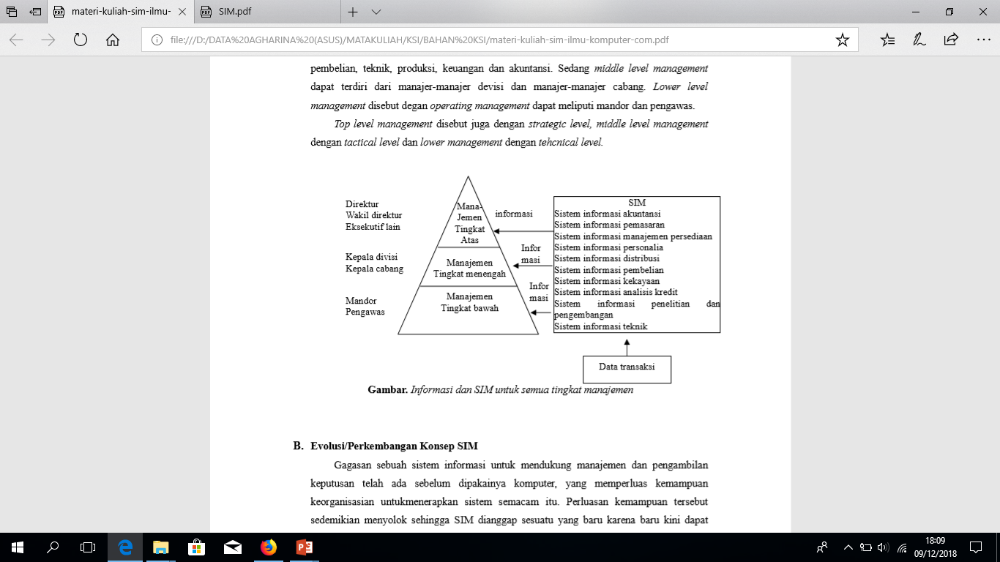 materi-kuliah-sim-ilmu-
SIM.pdf
file:///D:/DATA%20AGHARINA%20(ASUS)/MATAKULIAH/KSI/BAHAN%20KSI/materi-kuliah-sim-ilmu-komputer-com.pdf
pembelian, teknik, produksi, keuangan dan akuntansi. Sedang middle level management
dapat terdiri dari manajer-manajer devisi dan manajer-manajer cabang. Lower level
management disebut degan operating management dapat meliputi mandor dan pengawas.
Top level management disebut juga dengan strategic level, middle level management
dengan tactical level dan lower management dengan tehcnical level.
Direktur
Wakil direktur
Eksekutif lain
Kepala divisi
Kepala cabang
Mandor
Pengawas
Mana-
Jemen
Tingkat
Atas
Manajemen
Tingkat menengah
Manajemen
Tingkat bawah
informasi
Infor
masi
Infor
masi
SIM
Sistem informasi akuntansi
Sistem informasi pemasaran
Sistem informasi manajemen persediaan
Sistem informasi personalia
Sistem informasi distribusi
Sistem informasi pembelian
Sistem informasi kekayaan
Sistem informasi analisis kredit
Sistem informasi penelitian dan
pengembangan
Sistem informasi teknik
Data transaksi
Gambar. Informasi dan SIM untuk semua tingkat manajemen
B. Evolusi/Perkembangan Konsep SIM
Gagasan sebuah sistem informasi untuk mendukung manajemen dan pengambilan
keputusan telah ada sebelum dipakainya komputer, yang memperluas kemampuan
keorganisasian untukmenerapkan sistem semacam itu. Perluasan kemampuan tersebut
sedemikian menyolok sehingga SIM dianggap sesuatu yang baru karena baru kini dapat
18:09
09/12/2018